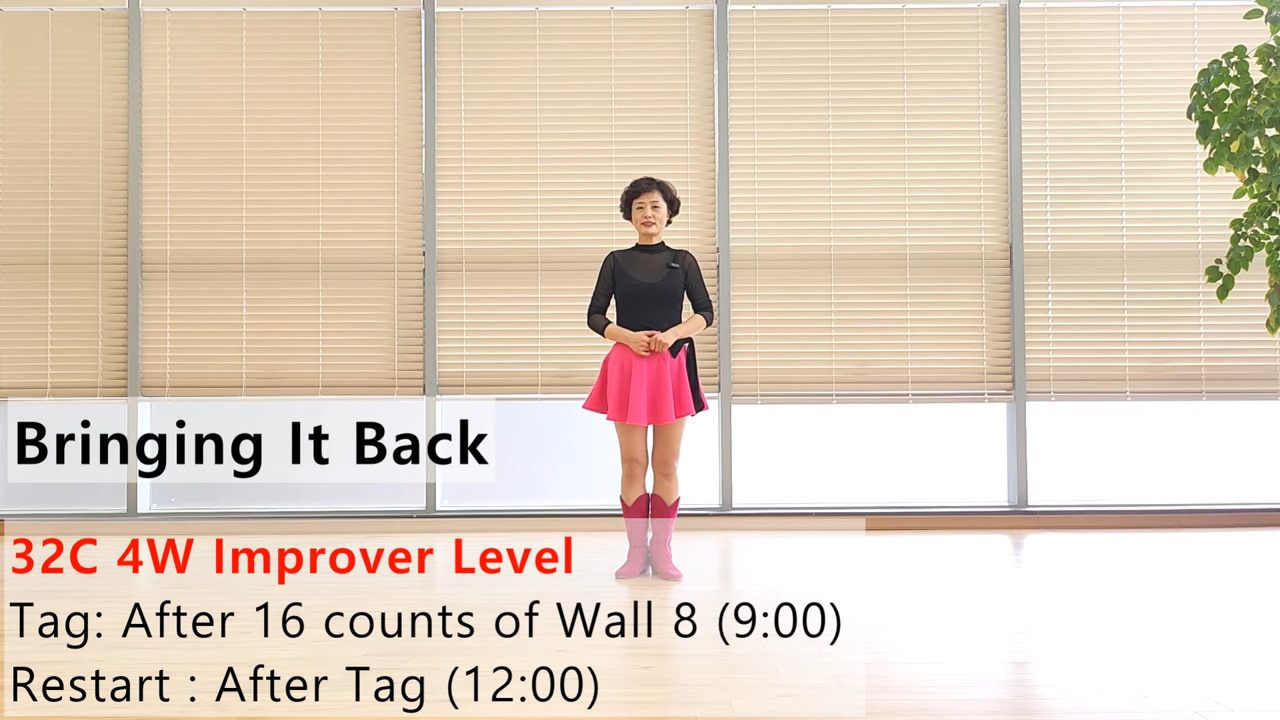 Bringing It Back
32C 4W Improver Level
Tag: After 16 counts of Wall 8 (9:00)
Restart : After Tag (12:00)